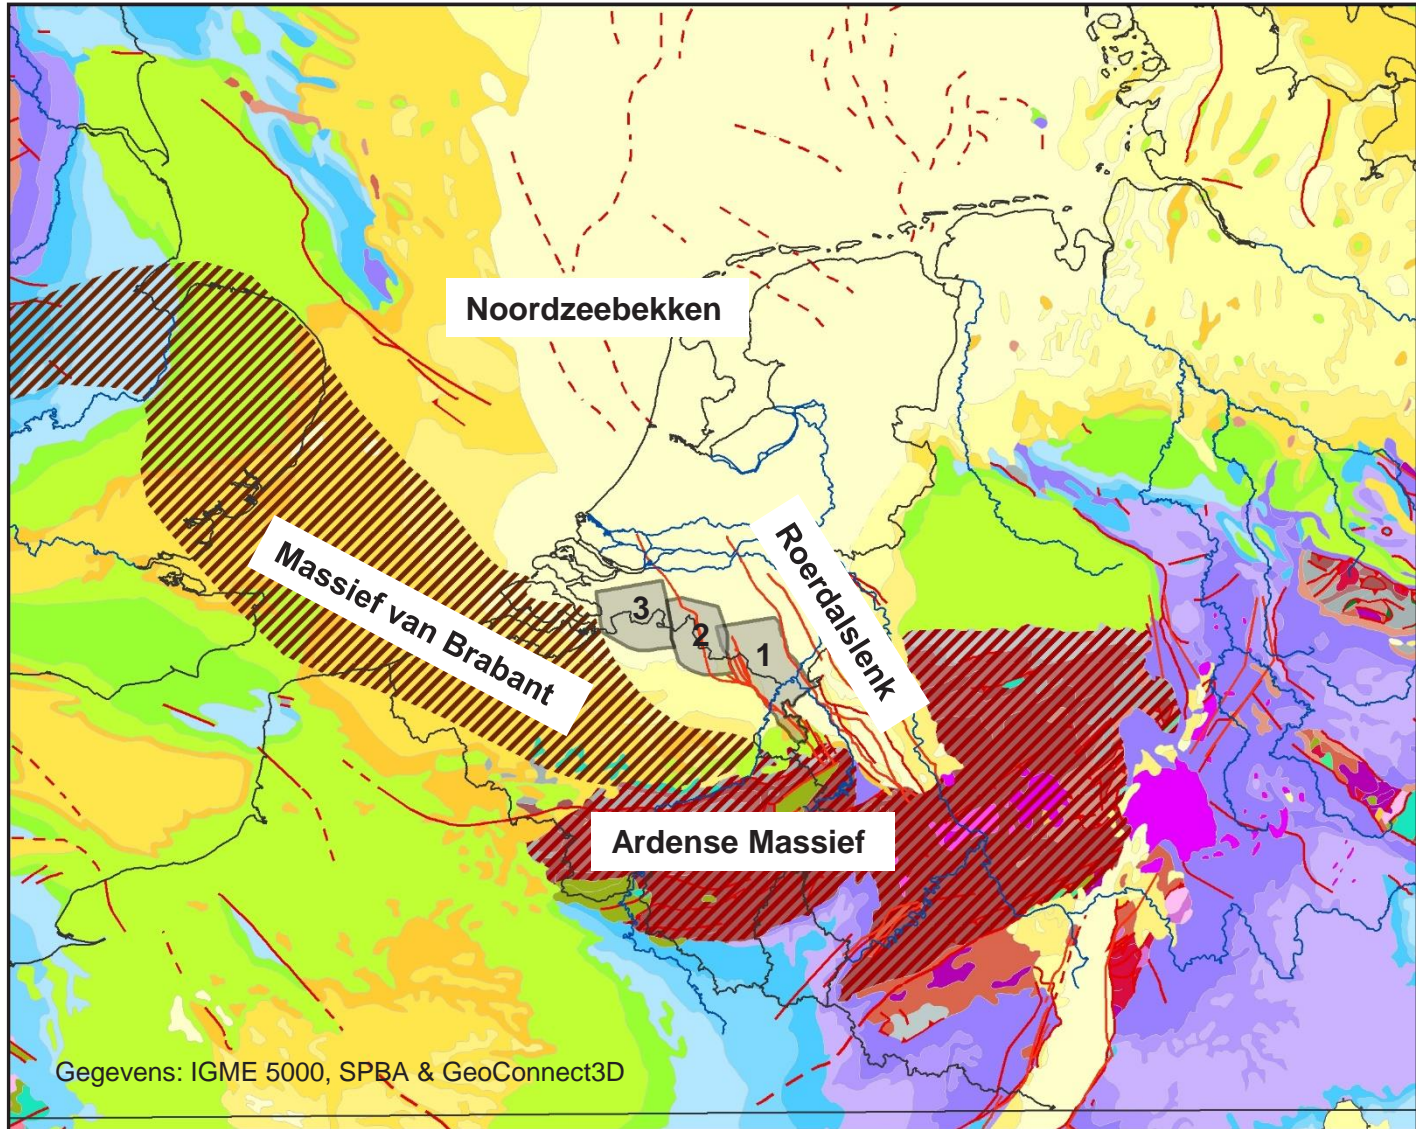 Noordzeebekken
Massief van Brabant
Roerdalslenk
3
2
1
Ardense Massief
Gegevens: IGME 5000, SPBA & GeoConnect3D